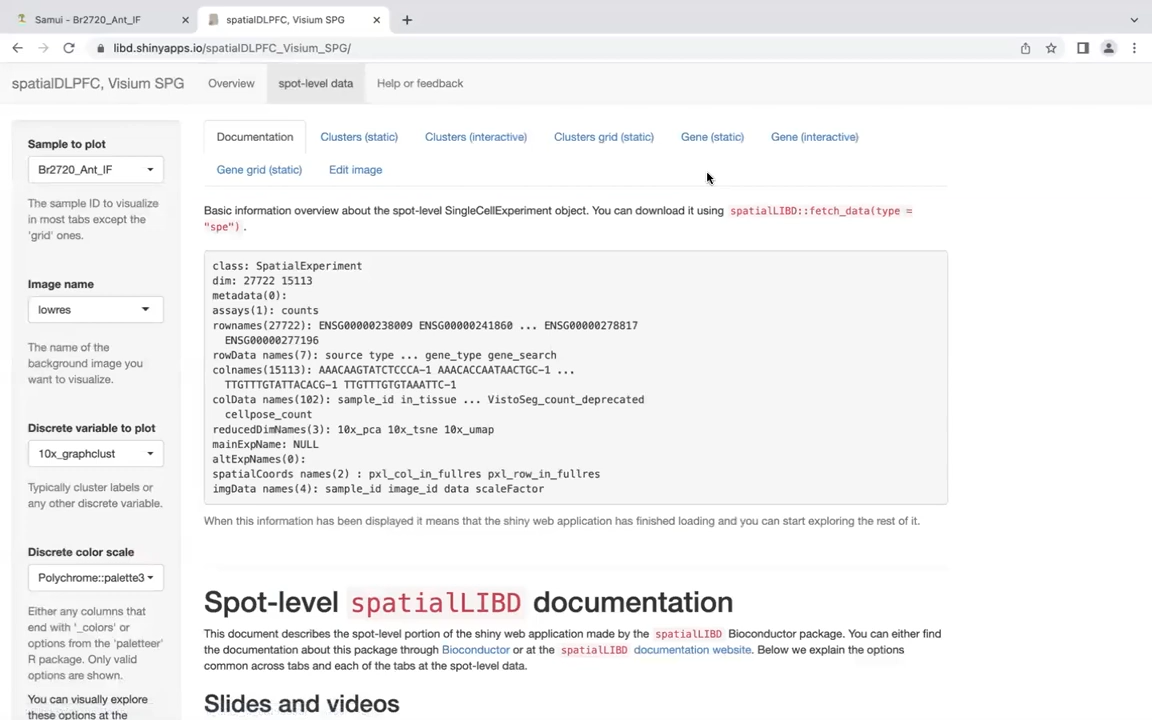 Samui - Br2720_Ant_IF
spatialDLPFC, Visium SPG
libd.shinyapps.io/spatialDLPFC_Visium_SPG/
spatialDLPFC, Visium SPG
Overview
spot-level data
Help or feedback
Sample to plot
Br2720_Ant_IF
The sample ID to visualize
in most tabs except the
'grid' ones.
Image name
lowres
The name of the
background image you
want to visualize.
Discrete variable to plot
10x_graphclust
Typically cluster labels or
any other discrete variable.
Discrete color scale
Polychrome::palette3
Either any columns that
end with '_colors' or
options from the 'paletteer'
R package. Only valid
options are shown.
You can visually explore
these options at the
Documentation
Clusters (static)
Clusters (interactive)
Clusters grid (static)
Gene (static)
Gene (interactive)
Gene grid (static)
Edit image
Basic information overview about the spot-level SingleCellExperiment object. You can download it using spatialLIBD::fetch_data(type =
"spe").
class: SpatialExperiment
dim: 27722 15113
metadata(0):
assays(1): counts
rownames(27722): ENSG00000238009 ENSG00000241860 ... ENSG00000278817
ENSG00000277196
rowData names(7): source type ... gene_type gene_search
colnames(15113): AAACAAGTATCTCCCA-1 AAACACCAATAACTGC-1 ...
TTGTTTGTATTACACG-1 TTGTTTGTGTAAATTC-1
colData names(102): sample_id in_tissue ... VistoSeg_count_deprecated
cellpose_count
reducedDimNames(3): 10x_pca 10x_tsne 10x_umap
mainExpName: NULL
altExpNames(0):
spatialCoords names(2) : pxl_col_in_fullres pxl_row_in_fullres
imgData names(4): sample_id image_id data scaleFactor
When this information has been displayed it means that the shiny web application has finished loading and you can start exploring the rest of it.
Spot-level spatialLIBD documentation
This document describes the spot-level portion of the shiny web application made by the spatialLIBD Bioconductor package. You can either find
the documentation about this package through Bioconductor or at the spatialLIBD documentation website. Below we explain the options
common across tabs and each of the tabs at the spot-level data.
Slides and videos